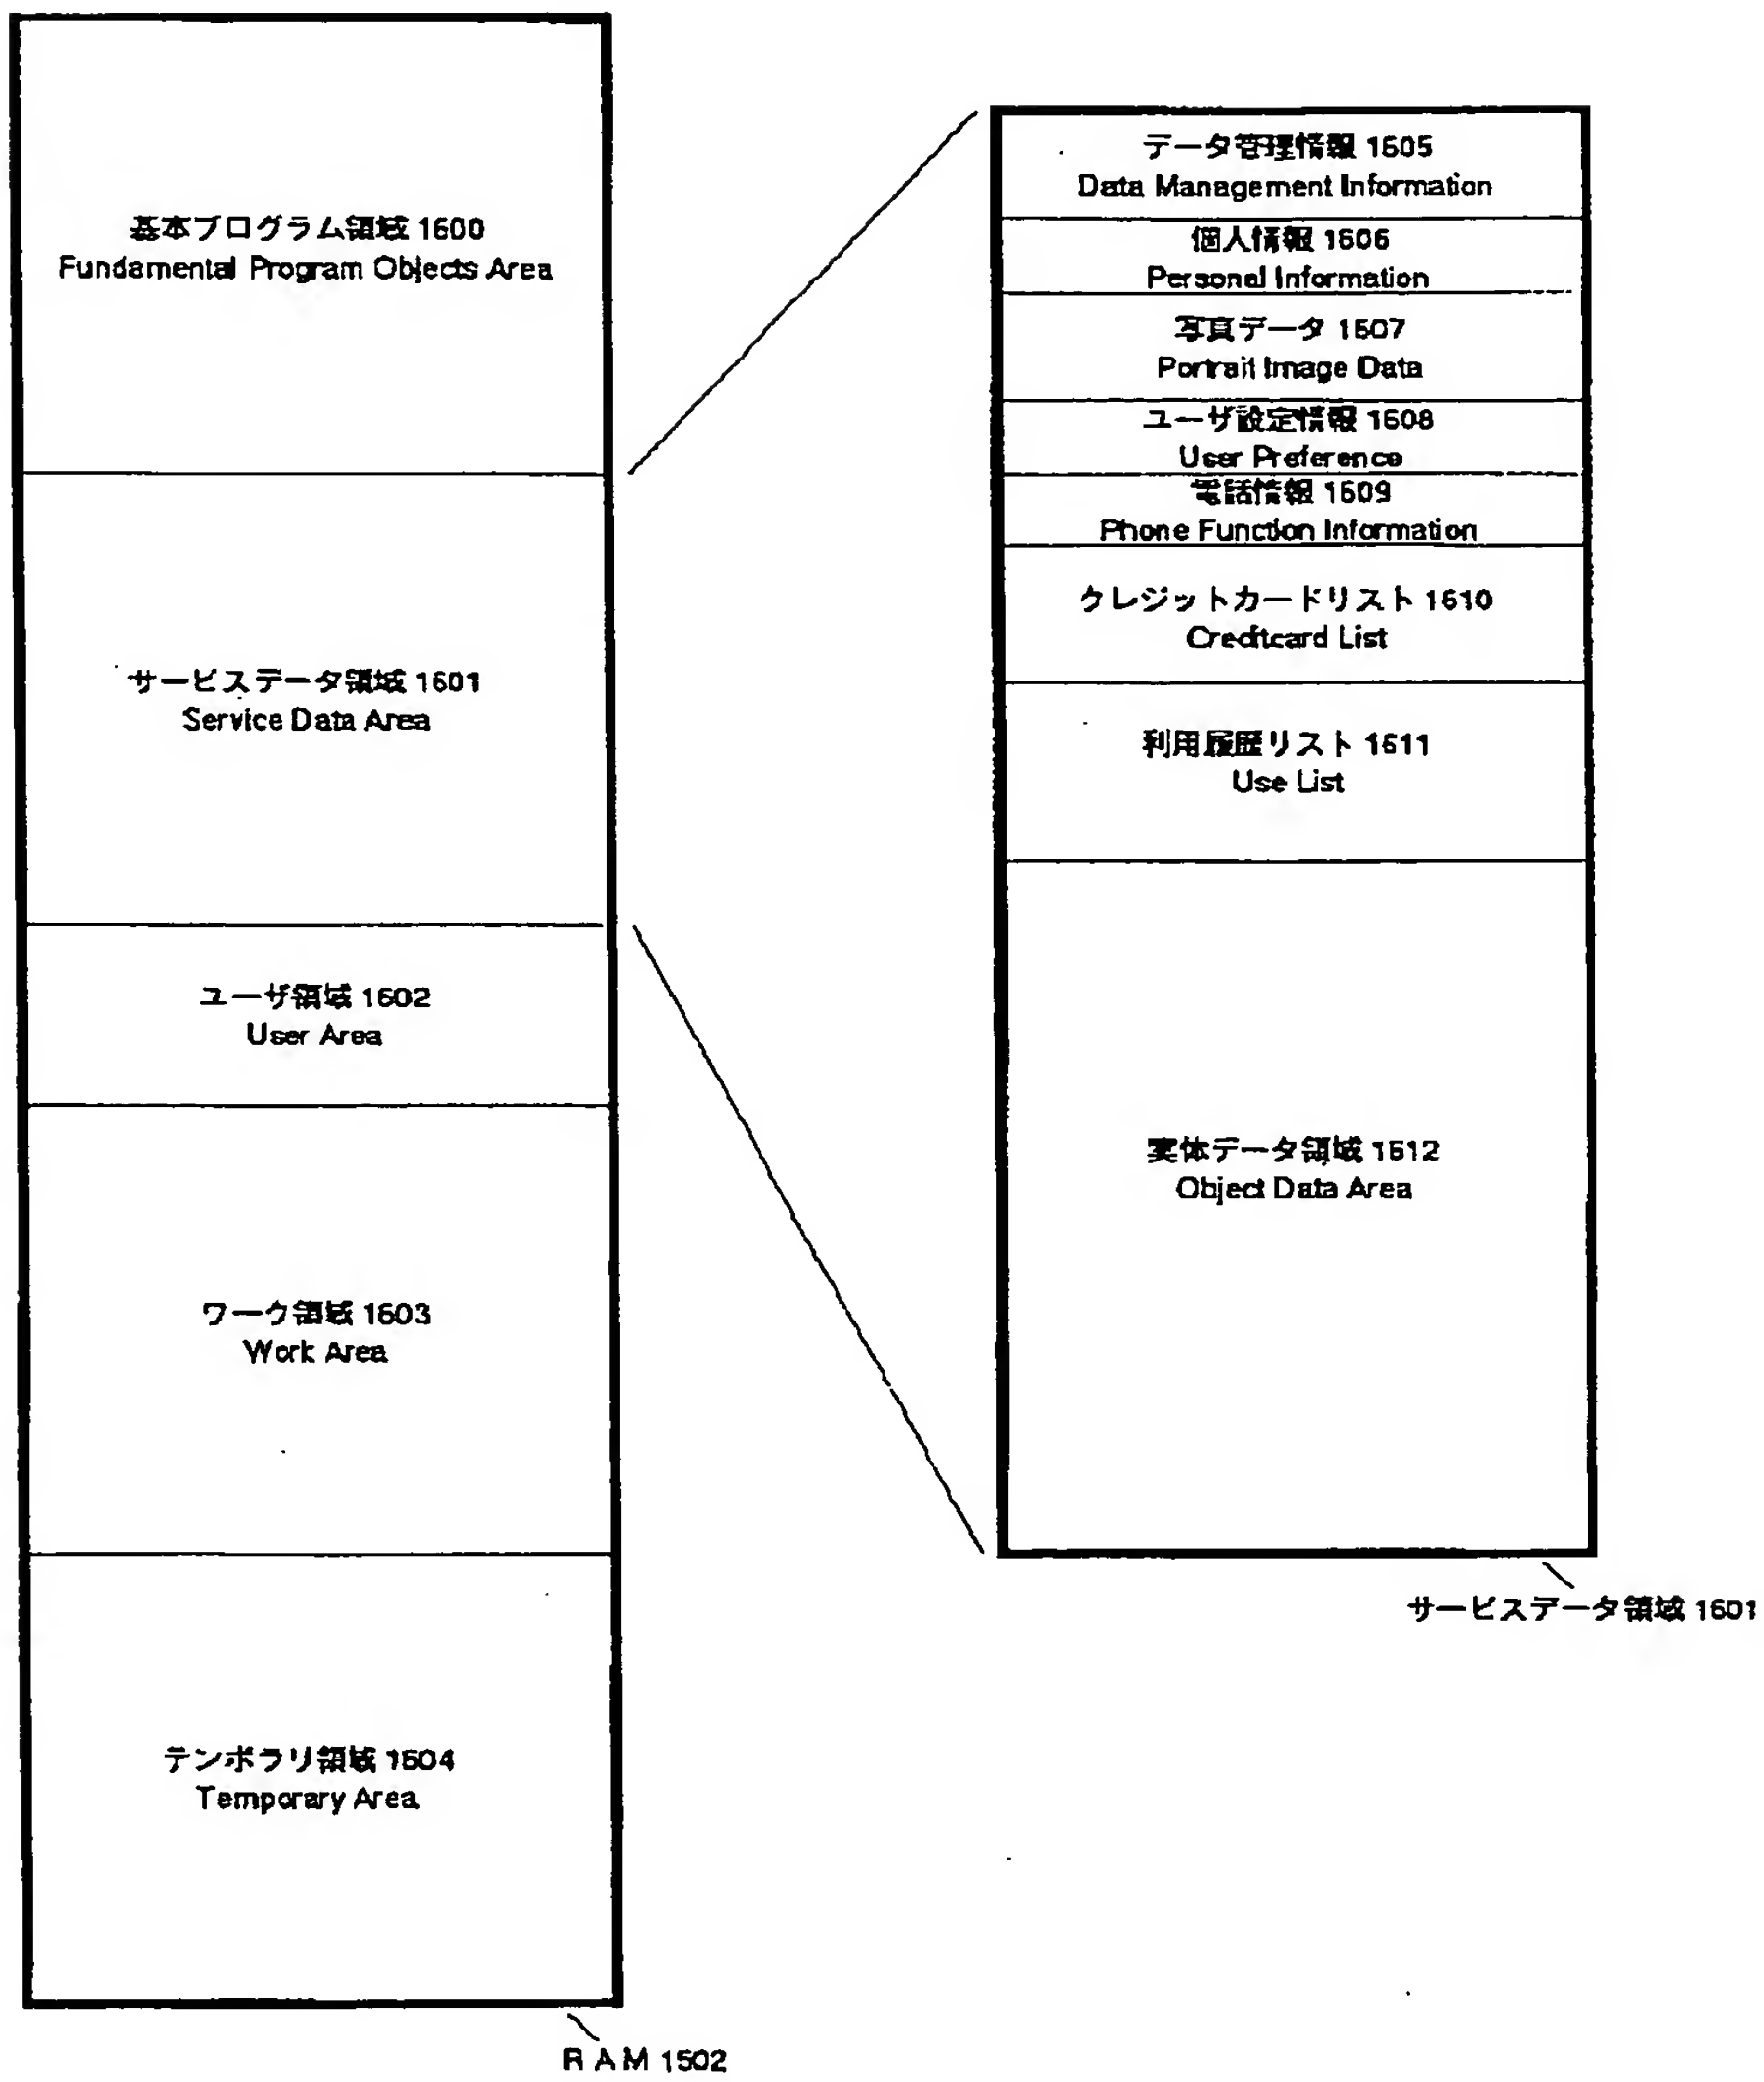 基本プログラム領域 1600
Fundamental Program Objects Area
サービスデータ領域 1601
Service Data Area
ユーザ領域 1602
User Area
ワーク領域 1603
Work Area
テンポラリ領域 1604
Temporary Area
RAM 1502
データ管理情報 1605
Data Management Information
個人情報 1606
Personal Information
写真データ 1607
Portrait Image Data
ユーザ設定情報 1608
User Preference
電話情報 1609
Phone Function Information
クレジットカードリスト 1610
Creditcard List
利用履歴リスト 1611
Use List
実体データ領域 1612
Object Data Area
サービスデータ領域 1601